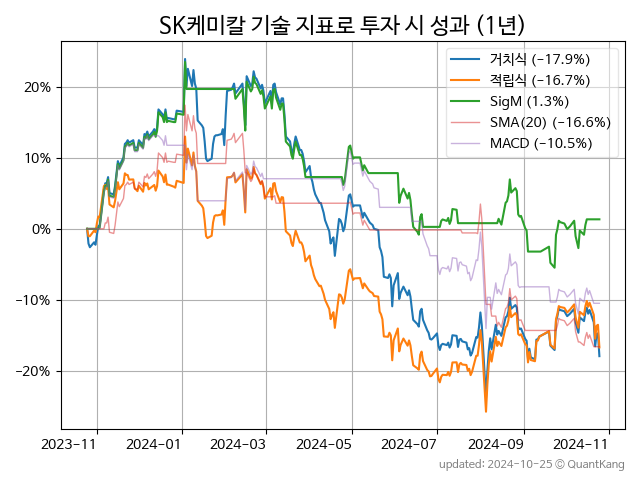 SK케미칼 기술 지표로 투자 시 성과 (1년)
거치식 (−17.9%)
적립식 (−16.7%)
SigM (1.3%)
SMA(20) (−16.6%)
MACD (−10.5%)
20%
10%
0%
−10%
−20%
2023−11 2024−01 2024−03 2024−05 2024−07 2024−09 2024−11
updated: 2024-10-25 © QuantKang